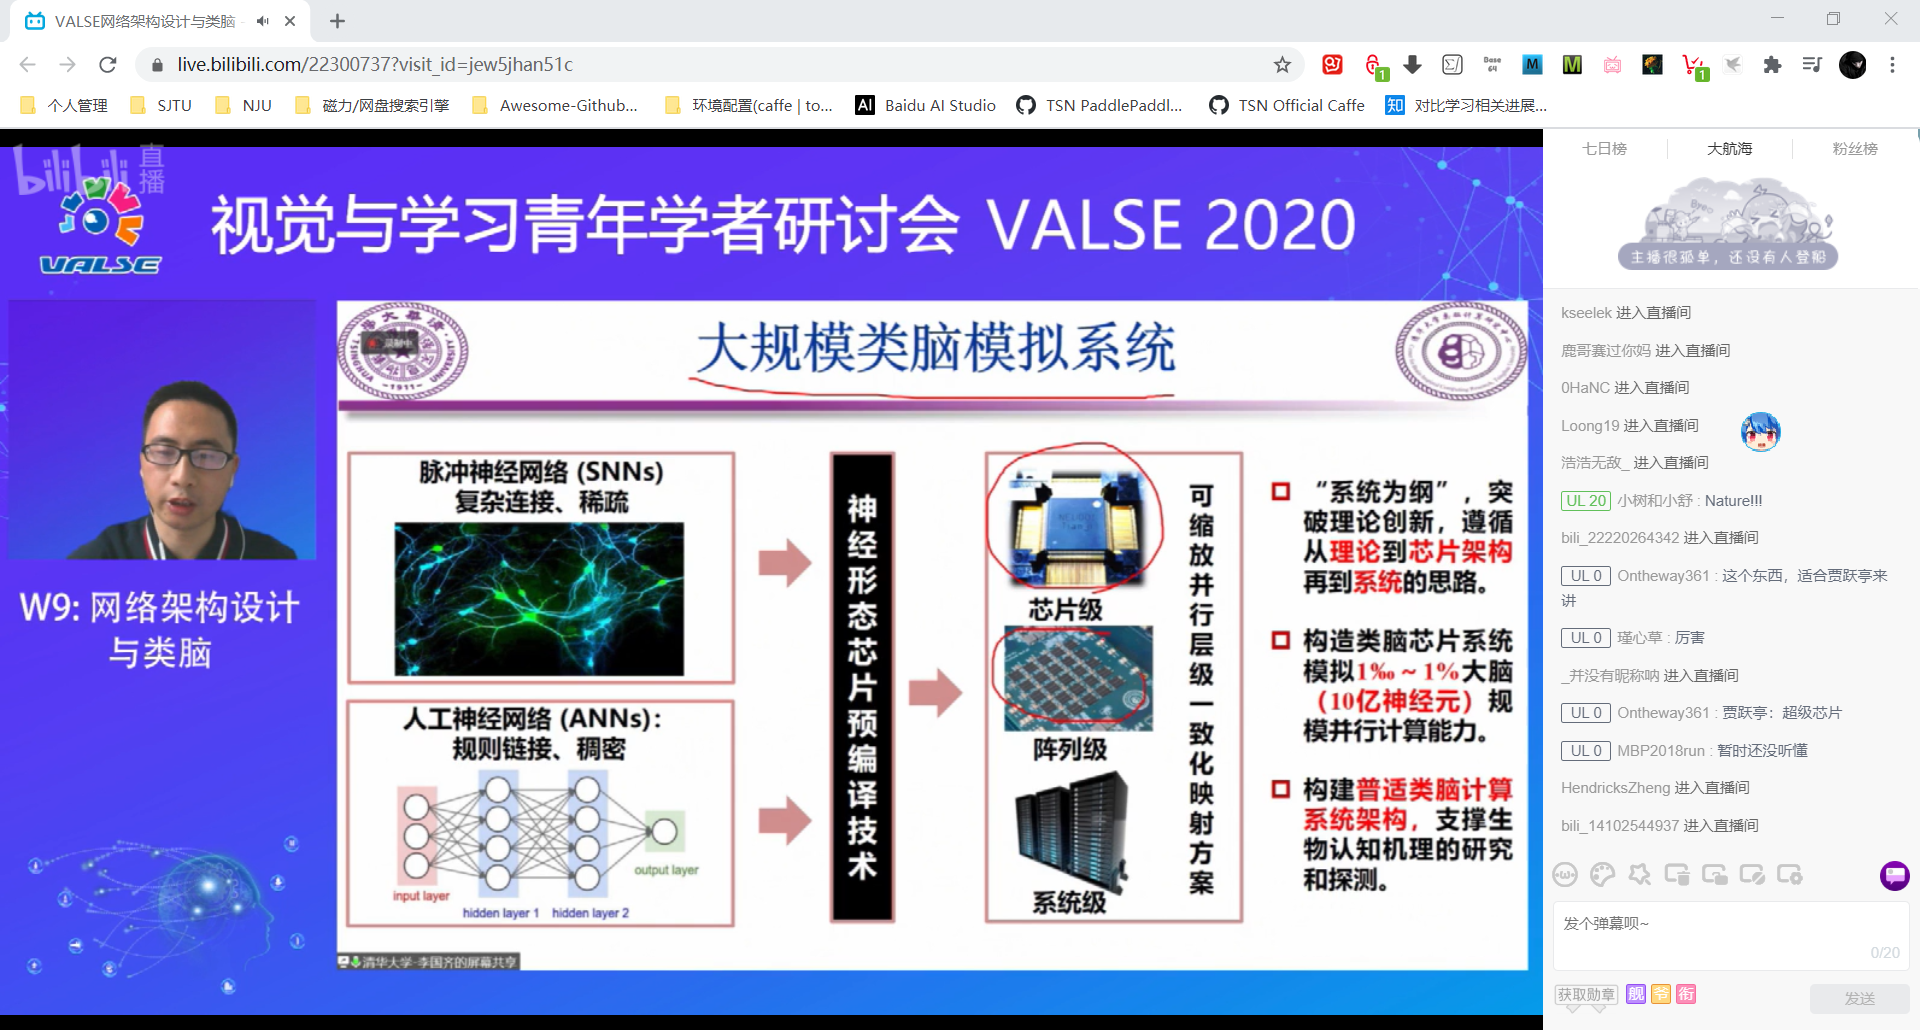 VALSE网络架构设计与类脑 -
live.bilibili.com/22300737?visit_id=jew5jhan51c
1
Base 64
M
M
1
个人管理
SJTU
NJU
磁力/网盘搜索引擎
Awesome-Github...
环境配置(caffe | to...
AI Baidu AI Studio
TSN PaddlePaddl...
TSN Official Caffe
知 对比学习相关进展...
bilibili 直播
VALSE
视觉与学习青年学者研讨会 VALSE 2020
W9: 网络架构设计
与类脑
大规模类脑模拟系统
脉冲神经网络 (SNNs)
复杂连接、稀疏
人工神经网络 (ANNs):
规则链接、稠密
input layer
hidden layer 1
hidden layer 2
output layer
神经形态芯片预编译技术
芯片级
阵列级
系统级
可缩放并行层级一致化映射方案
“系统为纲”，突
破理论创新，遵循
从理论到芯片架构
再到系统的思路。
构造类脑芯片系统
模拟1‰ ~ 1%大脑
（10亿神经元）规
模并行计算能力。
构建普适类脑计算
系统架构，支撑生
物认知机理的研究
和探测。
清华大学-李国齐的屏幕共享
七日榜
大航海
粉丝榜
主播很孤单，还没有人登船
kseelek 进入直播间
鹿哥赛过你妈 进入直播间
0HaNC 进入直播间
Loong19 进入直播间
浩浩无敌_ 进入直播间
UL 20 小树和小舒 : Nature!!!
bili_22220264342 进入直播间
UL 0 Ontheway361 : 这个东西，适合贾跃亭来
讲
UL 0 瑾心草 : 厉害
_并没有昵称呐 进入直播间
UL 0 Ontheway361 : 贾跃亭：超级芯片
UL 0 MBP2018run : 暂时还没听懂
HendricksZheng 进入直播间
bili_14102544937 进入直播间
发个弹幕呗~
0/20
获取勋章
舰
爷
衔
发送